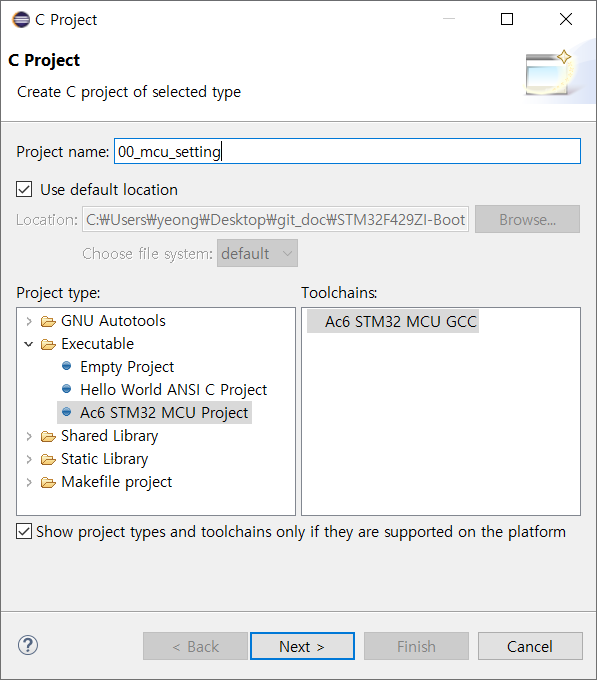 C Project
C Project
Create C project of selected type
Project name: 00_mcu_setting
Use default location
Location: C:₩Users₩yeong₩Desktop₩git_doc₩STM32F429ZI-Boot Browse...
Choose file system: default
Project type: Toolchains:
GNU Autotools Ac6 STM32 MCU GCC
Executable
Empty Project
Hello World ANSI C Project
Ac6 STM32 MCU Project
Shared Library
Static Library
Makefile project
Show project types and toolchains only if they are supported on the platform
? < Back Next > Finish Cancel